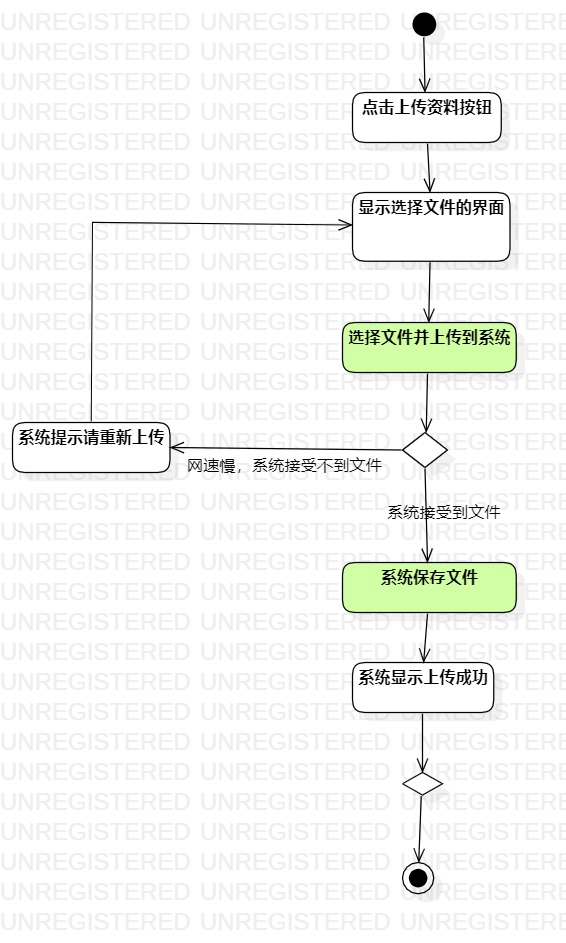 点击上传资料按钮
显示选择文件的界面
选择文件并上传到系统
系统提示请重新上传
网速慢，系统接受不到文件
系统接受到文件
系统保存文件
系统显示上传成功
UNREGISTERED